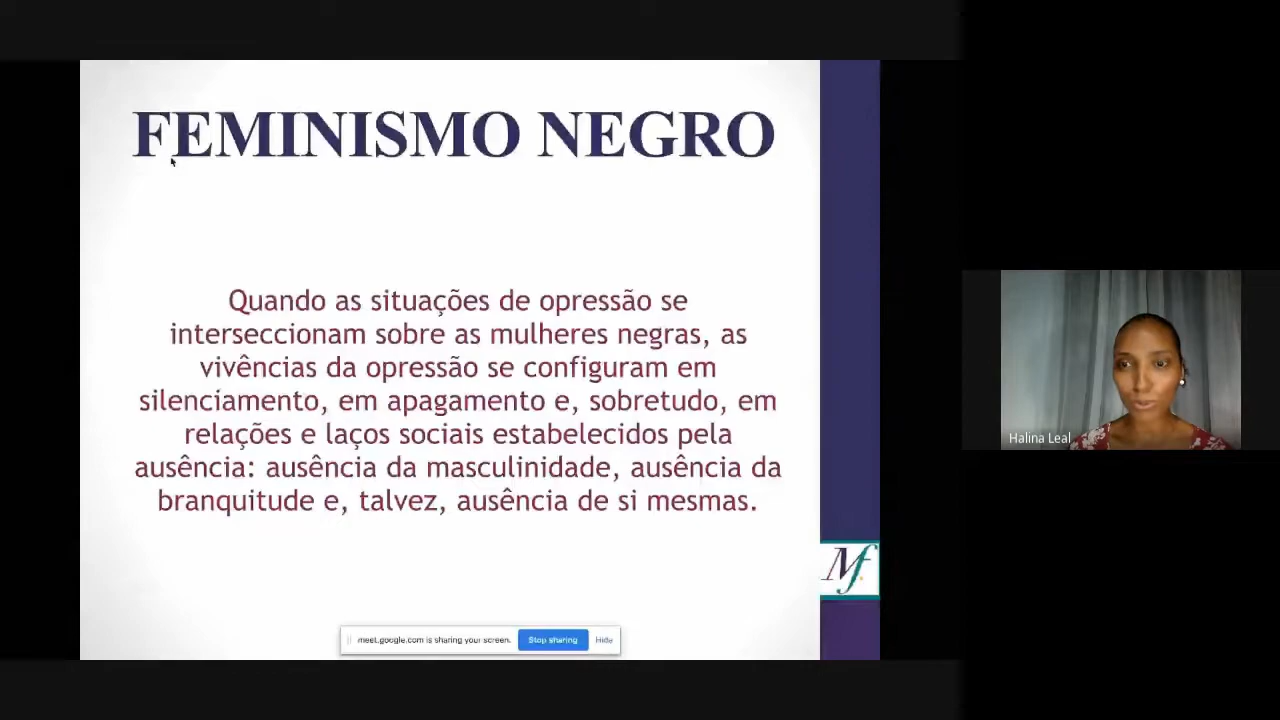 FEMINISMO NEGRO
Quando as situações de opressão se
interseccionam sobre as mulheres negras, as
vivências da opressão se configuram em
silenciamento, em apagamento e, sobretudo, em
relações e laços sociais estabelecidos pela
ausência: ausência da masculinidade, ausência da
branquitude e, talvez, ausência de si mesmas.
Mf
meet.google.com is sharing your screen.
Stop sharing
Hide
Halina Leal